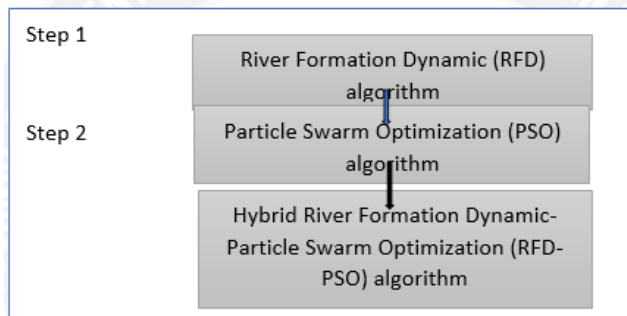 Step 1
River Formation Dynamic (RFD)
algorithm
Step 2
Particle Swarm Optimization (PSO)
algorithm
Hybrid River Formation Dynamic-
Particle Swarm Optimization (RFD-
PSO) algorithm